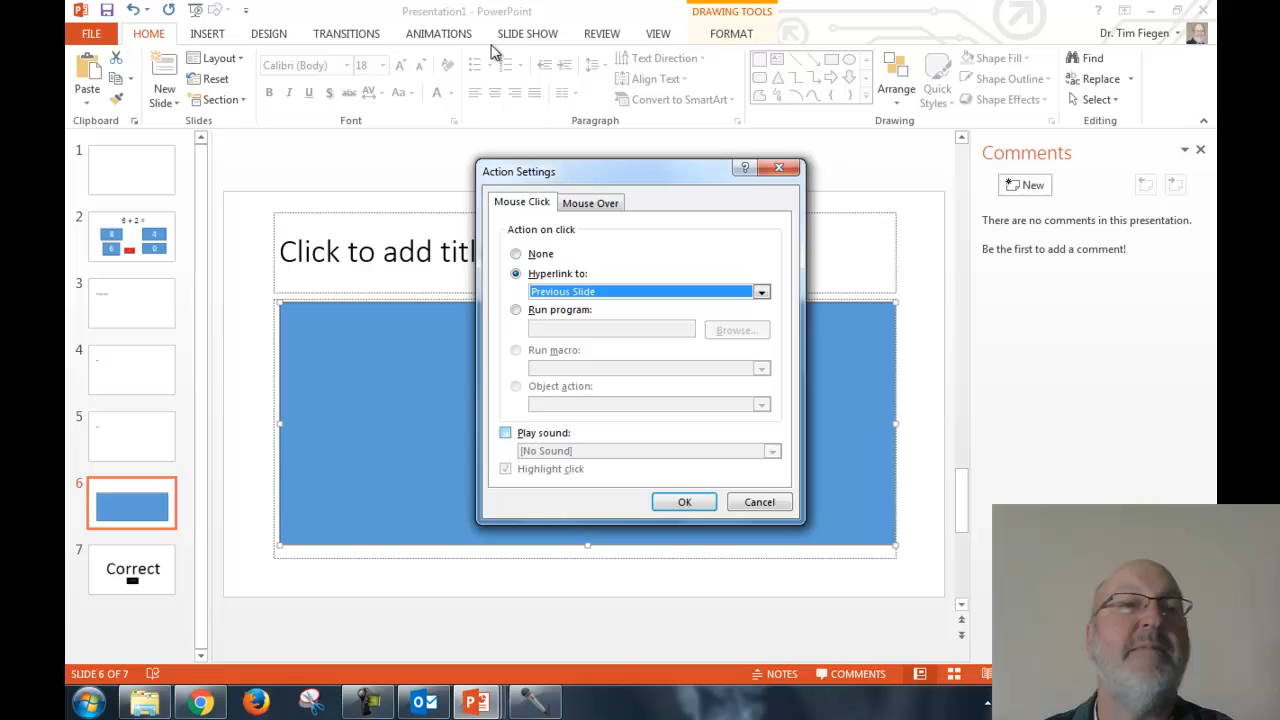 Presentation1 - PowerPoint
DRAWING TOOLS
FILE HOME INSERT DESIGN TRANSITIONS ANIMATIONS SLIDE SHOW REVIEW VIEW FORMAT Dr. Tim Fiegen
Paste
Clipboard
New
Slide
Layout
Reset
Section
Slides
Calibri (Body) 18
B I U S abc AV Aa A
Font
Text Direction
Align Text
Convert to SmartArt
Paragraph
Arrange
Quick
Styles
Shape Fill
Shape Outline
Shape Effects
Drawing
Find
Replace
Select
Editing
1
2
6 + 2 =
8 4
6 0
3
4
5
6
7
Correct
Click to add titl
Action Settings
Mouse Click Mouse Over
Action on click
None
Hyperlink to:
Previous Slide
Run program:
Browse...
Run macro:
Object action:
Play sound:
[No Sound]
Highlight click
OK Cancel
Comments
New
There are no comments in this presentation.
Be the first to add a comment!
SLIDE 6 OF 7 NOTES COMMENTS